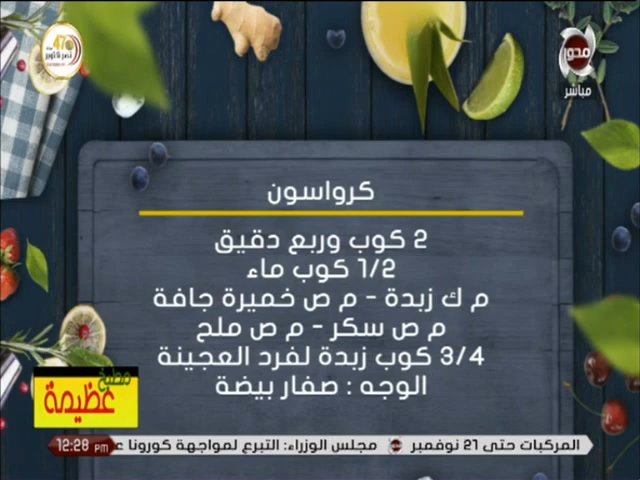 محور
مباشر
كرواسون
2 كوب وربع دقيق
1/2 كوب ماء
م ك زبدة - م ص خميرة جافة
م ص سكر - م ص ملح
3/4 كوب زبدة لفرد العجينة
الوجه : صفار بيضة
مطبخ
عظيمة
المركبات حتى 21 نوفمبر مجلس الوزراء: التبرع لمواجهة كورونا
12:28 pm